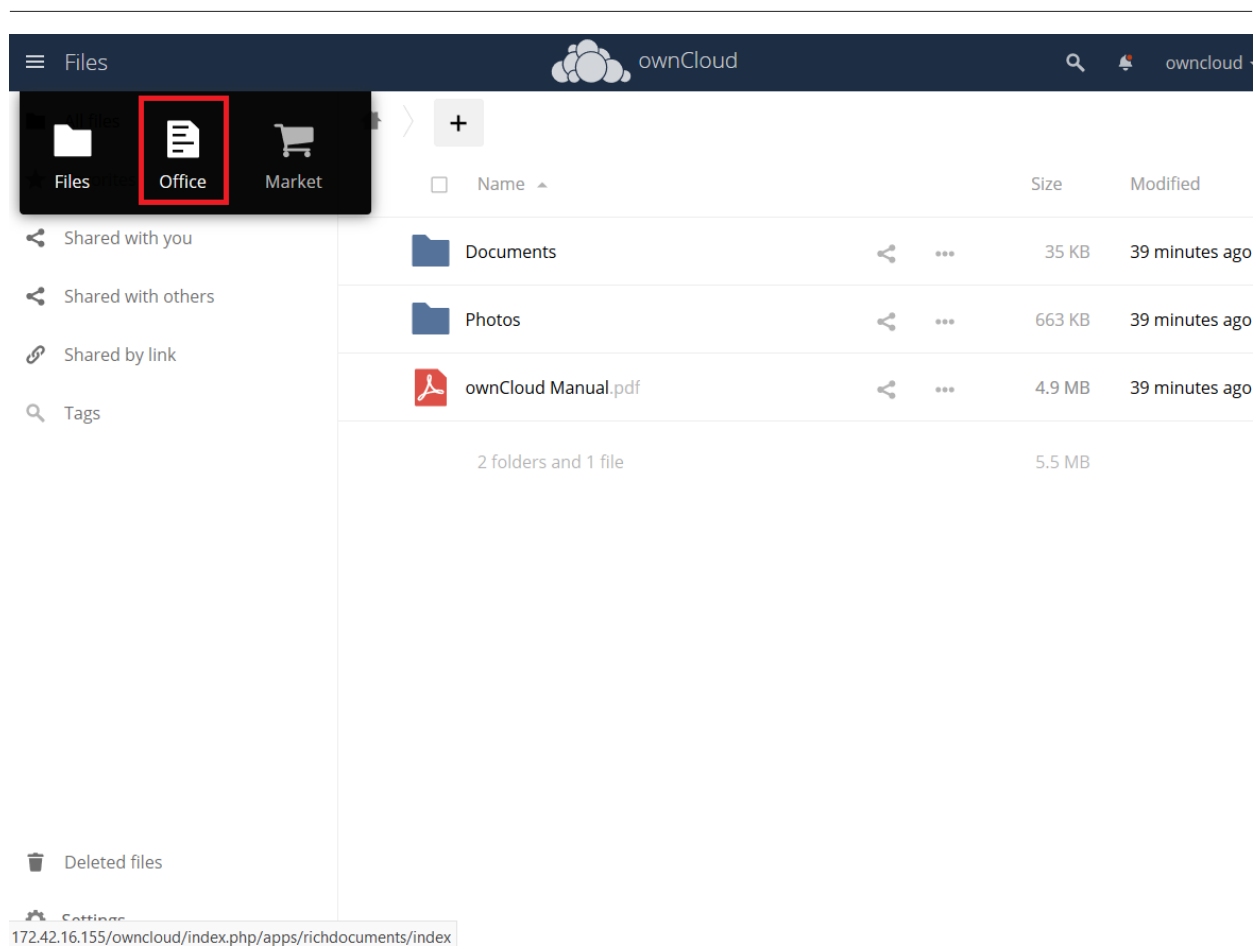 Files
ownCloud
owncloud
All files
Files
Office
Market
Name
Size
Modified
Shared with you
Documents
35 KB
39 minutes ago
Shared with others
Photos
663 KB
39 minutes ago
Shared by link
ownCloud Manual.pdf
4.9 MB
39 minutes ago
Tags
2 folders and 1 file
5.5 MB
Deleted files
Settings
172.42.16.155/owncloud/index.php/apps/richdocuments/index